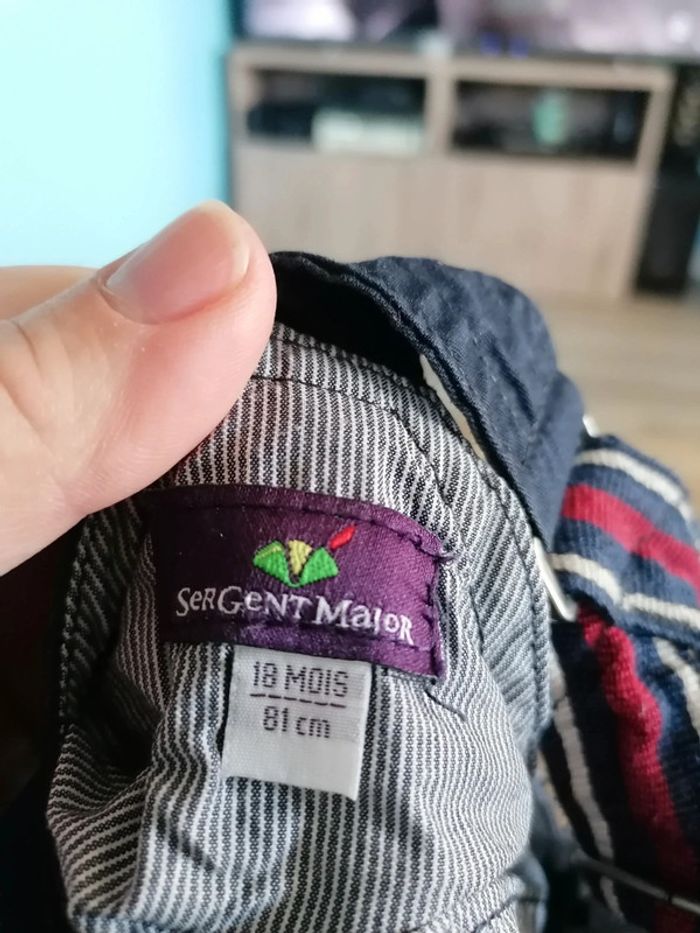 SeRGeNT MaJoR
18 MOIS
81 cm